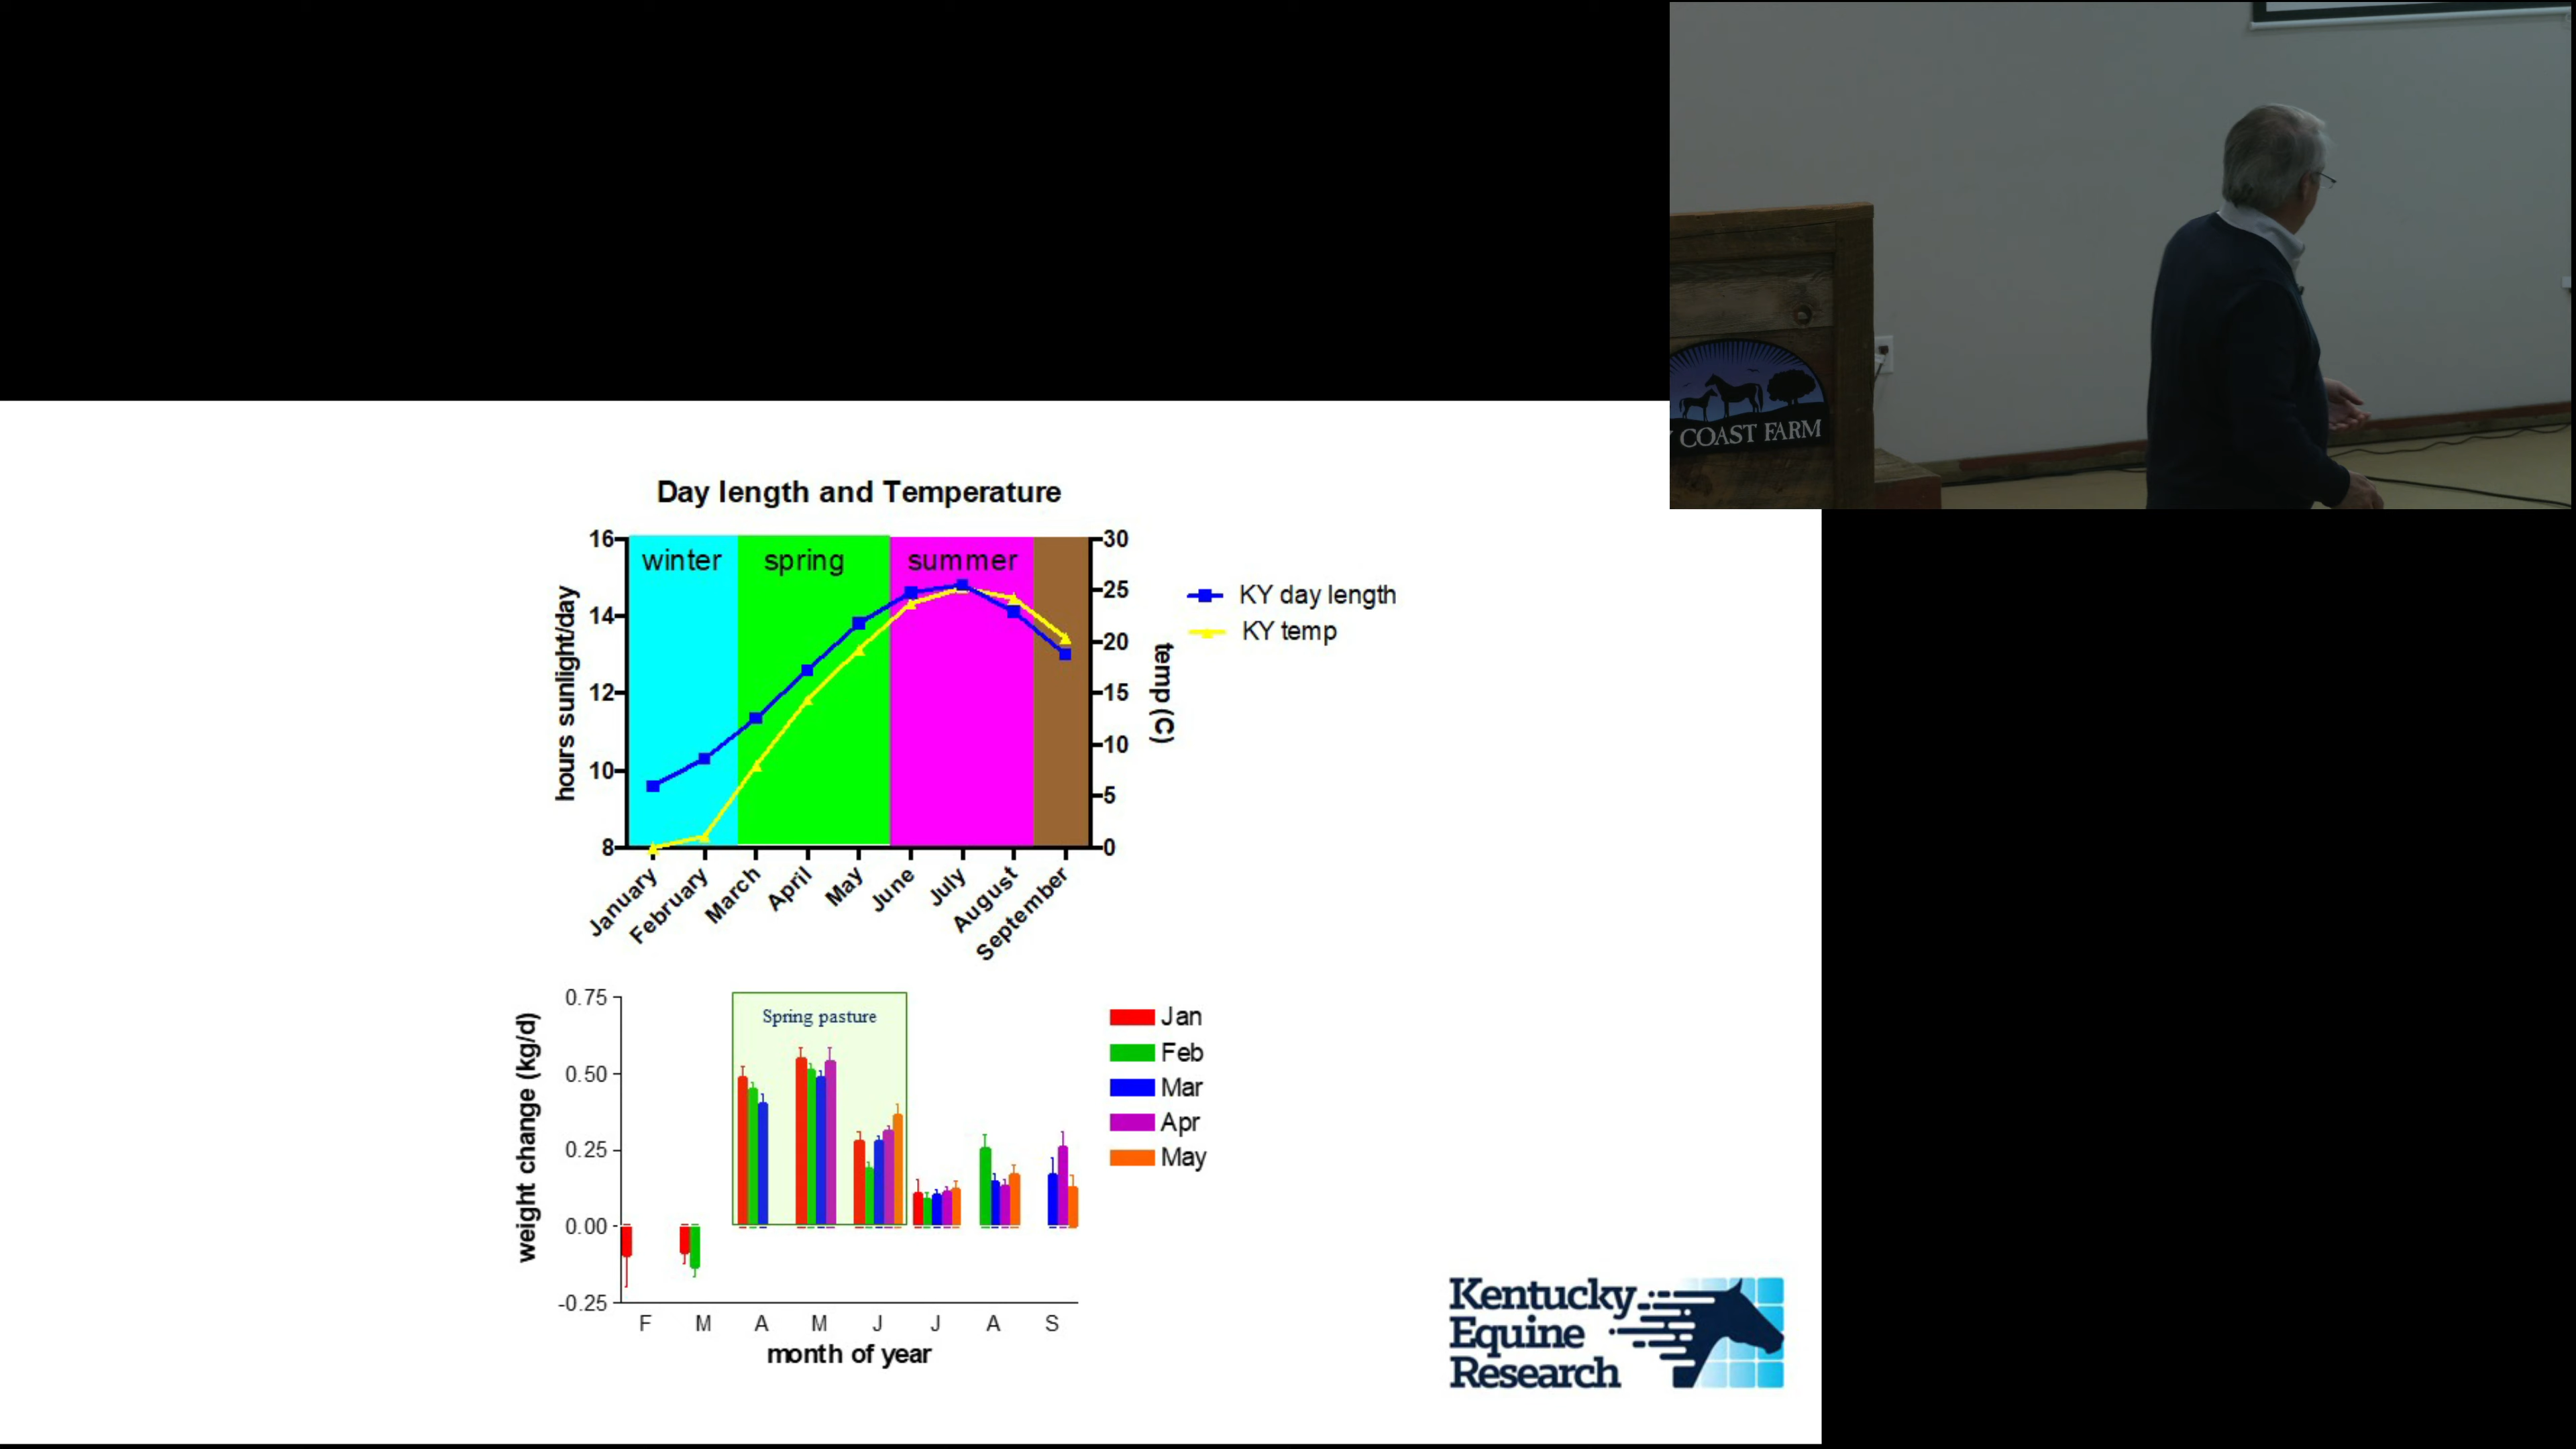 COAST FARM
Day length and Temperature
16
14
12
10
8
hours sunlight/day
winter
spring
summer
30
25
20
15
10
5
0
temp (C)
KY day length
KY temp
January
February
March
April
May
June
July
August
September
0.75
0.50
0.25
0.00
-0.25
weight change (kg/d)
Spring pasture
Jan
Feb
Mar
Apr
May
F M A M J J A S
month of year
Kentucky
Equine
Research